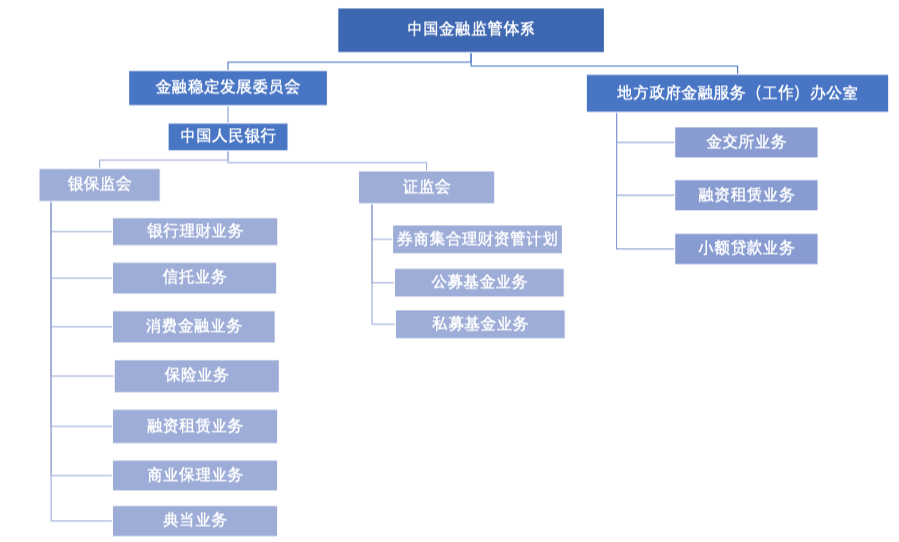 中国金融监管体系
金融稳定发展委员会
地方政府金融服务（工作）办公室
中国人民银行
银保监会
银行理财业务
信托业务
消费金融业务
保险业务
融资租赁业务
商业保理业务
典当业务
证监会
券商集合理财资管计划
公募基金业务
私募基金业务
金交所业务
融资租赁业务
小额贷款业务